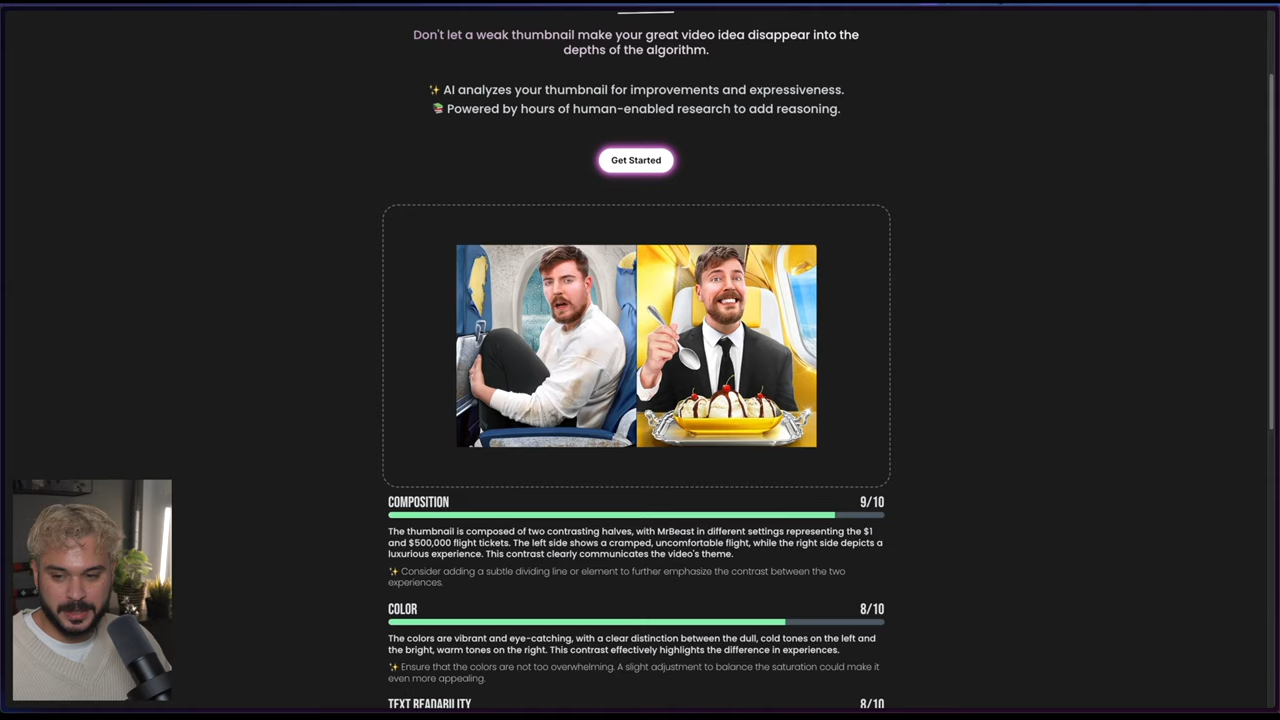 Don't let a weak thumbnail make your great video idea disappear into the
depths of the algorithm.
✨ AI analyzes your thumbnail for improvements and expressiveness.
📚 Powered by hours of human-enabled research to add reasoning.
Get Started
COMPOSITION 9/10
The thumbnail is composed of two contrasting halves, with MrBeast in different settings representing the $1
and $500,000 flight tickets. The left side shows a cramped, uncomfortable flight, while the right side depicts a
luxurious experience. This contrast clearly communicates the video's theme.
✨ Consider adding a subtle dividing line or element to further emphasize the contrast between the two
experiences.
COLOR 8/10
The colors are vibrant and eye-catching, with a clear distinction between the dull, cold tones on the left and
the bright, warm tones on the right. This contrast effectively highlights the difference in experiences.
✨ Ensure that the colors are not too overwhelming. A slight adjustment to balance the saturation could make it
even more appealing.
TEXT READABILITY 8/10